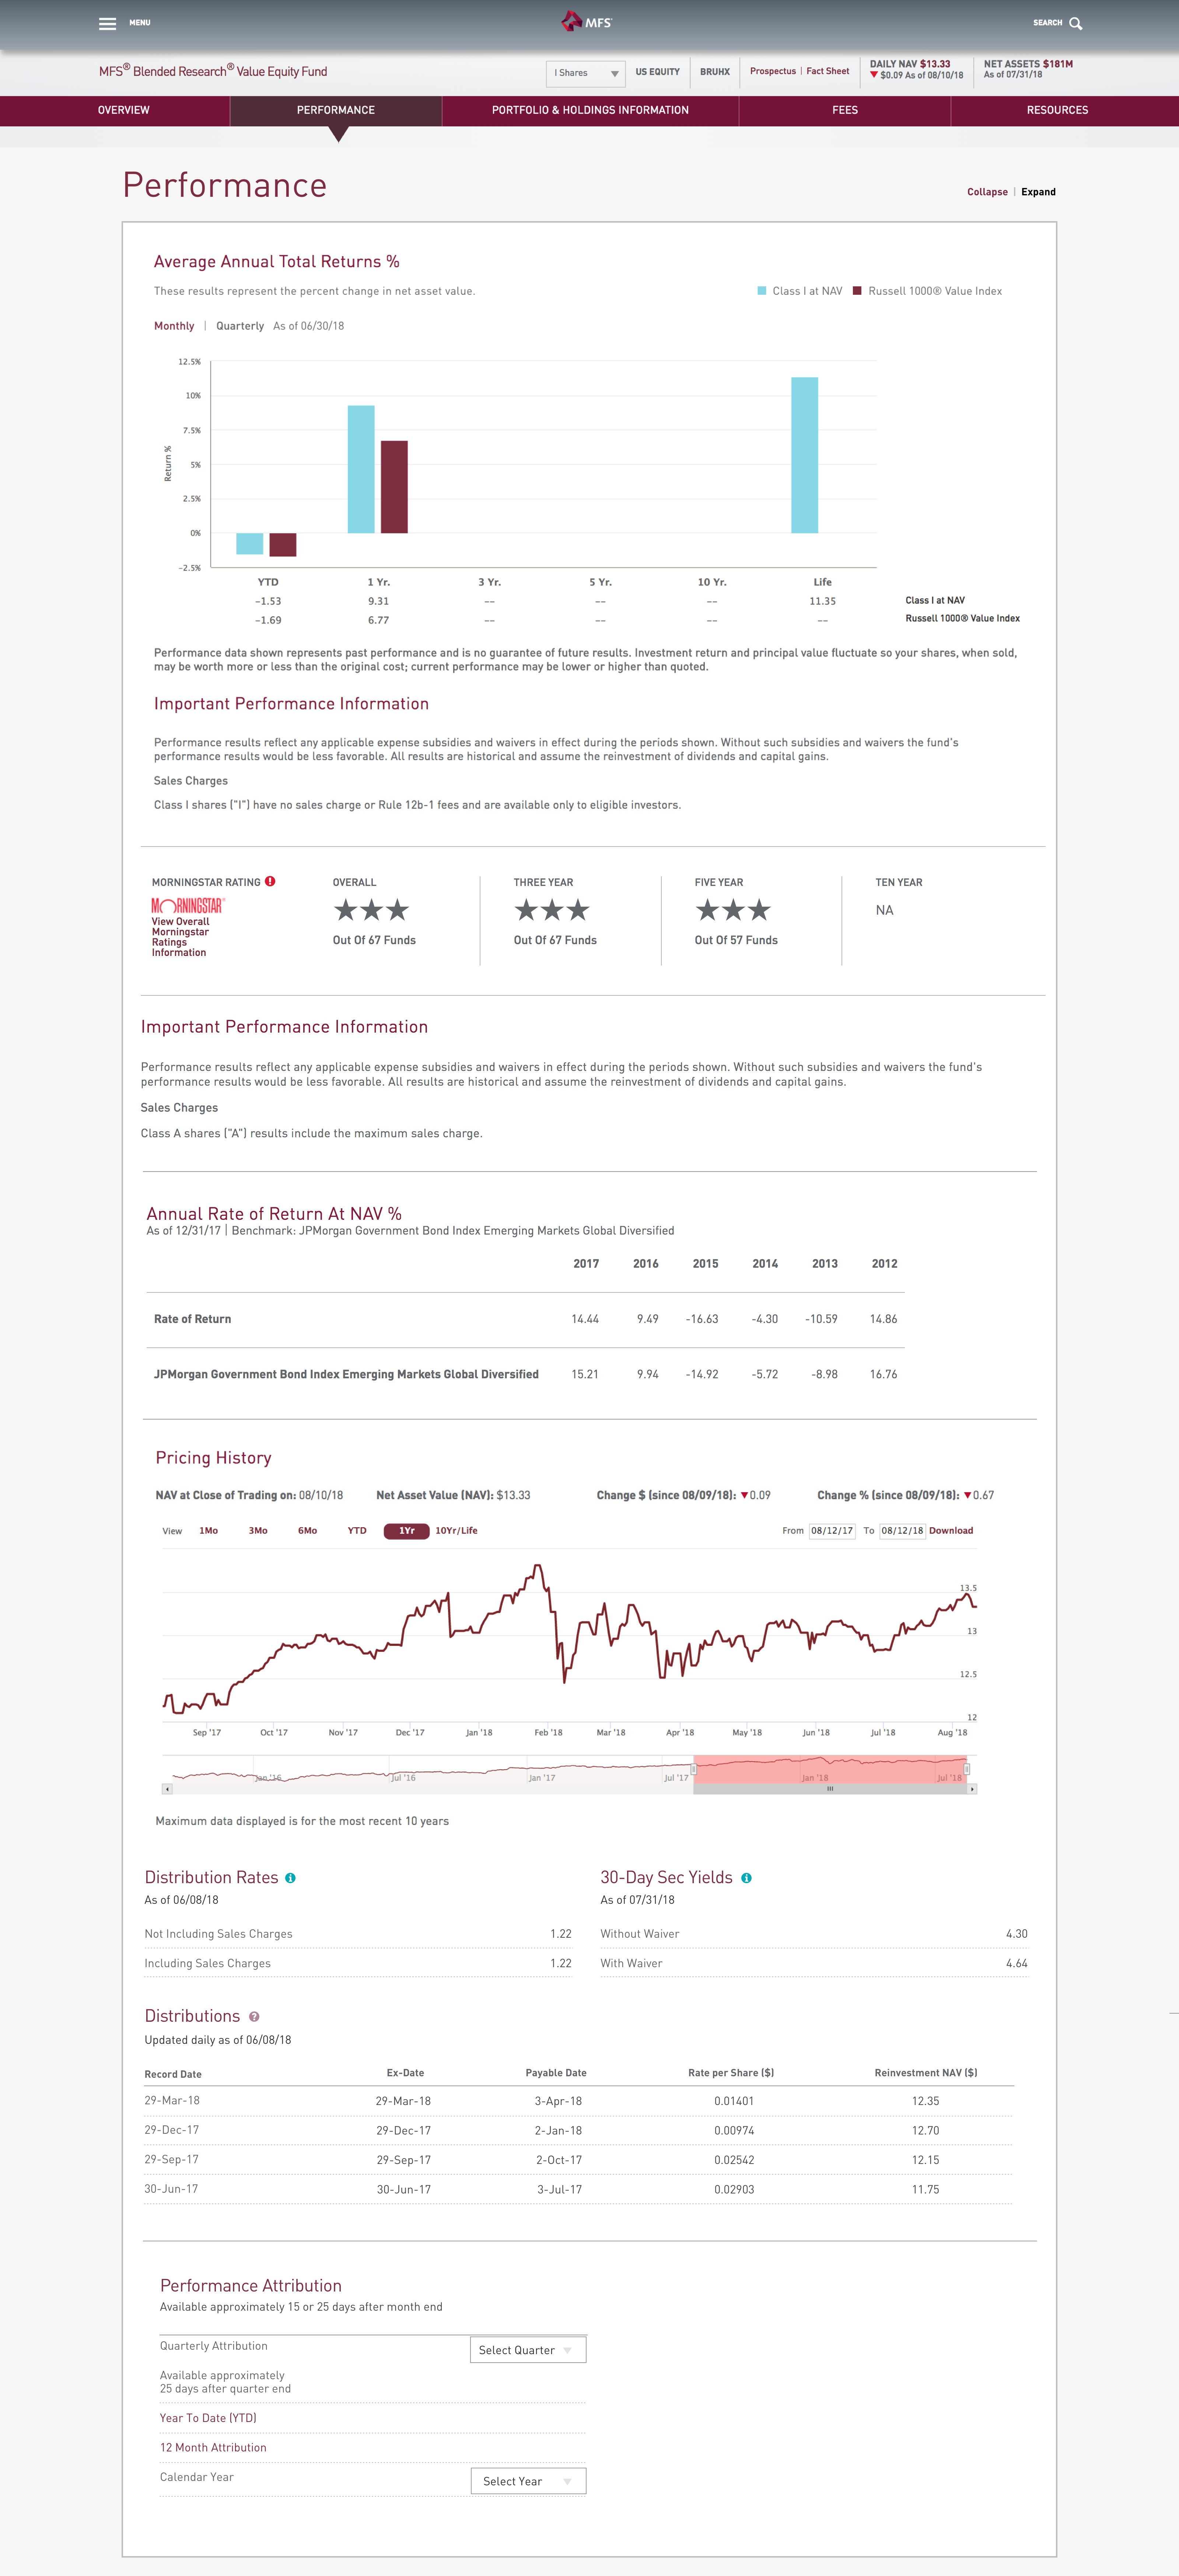 MENU
MFS®
SEARCH
MFS® Blended Research® Value Equity Fund
I Shares
US EQUITY
BRUHX
Prospectus | Fact Sheet
DAILY NAV $13.33
▼ $0.09 As of 08/10/18
NET ASSETS $181M
As of 07/31/18
OVERVIEW
PERFORMANCE
PORTFOLIO & HOLDINGS INFORMATION
FEES
RESOURCES
Performance
Collapse | Expand
Average Annual Total Returns %
These results represent the percent change in net asset value.
Class I at NAV
Russell 1000® Value Index
Monthly | Quarterly As of 06/30/18
12.5%
10%
7.5%
5%
2.5%
0%
–2.5%
Return %
YTD 1 Yr. 3 Yr. 5 Yr. 10 Yr. Life
–1.53 9.31 –– –– –– 11.35 Class I at NAV
–1.69 6.77 –– –– –– –– Russell 1000® Value Index
Performance data shown represents past performance and is no guarantee of future results. Investment return and principal value fluctuate so your shares, when sold,
may be worth more or less than the original cost; current performance may be lower or higher than quoted.
Important Performance Information
Performance results reflect any applicable expense subsidies and waivers in effect during the periods shown. Without such subsidies and waivers the fund's
performance results would be less favorable. All results are historical and assume the reinvestment of dividends and capital gains.
Sales Charges
Class I shares ("I") have no sales charge or Rule 12b-1 fees and are available only to eligible investors.
MORNINGSTAR RATING
MORNINGSTAR®
View Overall
Morningstar
Ratings
Information
OVERALL
★★★
Out Of 67 Funds
THREE YEAR
★★★
Out Of 67 Funds
FIVE YEAR
★★★
Out Of 57 Funds
TEN YEAR
NA
Important Performance Information
Performance results reflect any applicable expense subsidies and waivers in effect during the periods shown. Without such subsidies and waivers the fund's
performance results would be less favorable. All results are historical and assume the reinvestment of dividends and capital gains.
Sales Charges
Class A shares ("A") results include the maximum sales charge.
Annual Rate of Return At NAV %
As of 12/31/17 | Benchmark: JPMorgan Government Bond Index Emerging Markets Global Diversified
2017 2016 2015 2014 2013 2012
Rate of Return 14.44 9.49 -16.63 -4.30 -10.59 14.86
JPMorgan Government Bond Index Emerging Markets Global Diversified 15.21 9.94 -14.92 -5.72 -8.98 16.76
Pricing History
NAV at Close of Trading on: 08/10/18 Net Asset Value (NAV): $13.33 Change $ (since 08/09/18): ▼0.09 Change % (since 08/09/18): ▼0.67
View 1Mo 3Mo 6Mo YTD 1Yr 10Yr/Life From 08/12/17 To 08/12/18 Download
13.5
13
12.5
12
Sep '17 Oct '17 Nov '17 Dec '17 Jan '18 Feb '18 Mar '18 Apr '18 May '18 Jun '18 Jul '18 Aug '18
Jan '16 Jul '16 Jan '17 Jul '17 Jan '18 Jul '18
Maximum data displayed is for the most recent 10 years
Distribution Rates
As of 06/08/18
Not Including Sales Charges 1.22
Including Sales Charges 1.22
30-Day Sec Yields
As of 07/31/18
Without Waiver 4.30
With Waiver 4.64
Distributions
Updated daily as of 06/08/18
Record Date Ex-Date Payable Date Rate per Share ($) Reinvestment NAV ($)
29-Mar-18 29-Mar-18 3-Apr-18 0.01401 12.35
29-Dec-17 29-Dec-17 2-Jan-18 0.00974 12.70
29-Sep-17 29-Sep-17 2-Oct-17 0.02542 12.15
30-Jun-17 30-Jun-17 3-Jul-17 0.02903 11.75
Performance Attribution
Available approximately 15 or 25 days after month end
Quarterly Attribution
Select Quarter
Available approximately
25 days after quarter end
Year To Date (YTD)
12 Month Attribution
Calendar Year
Select Year